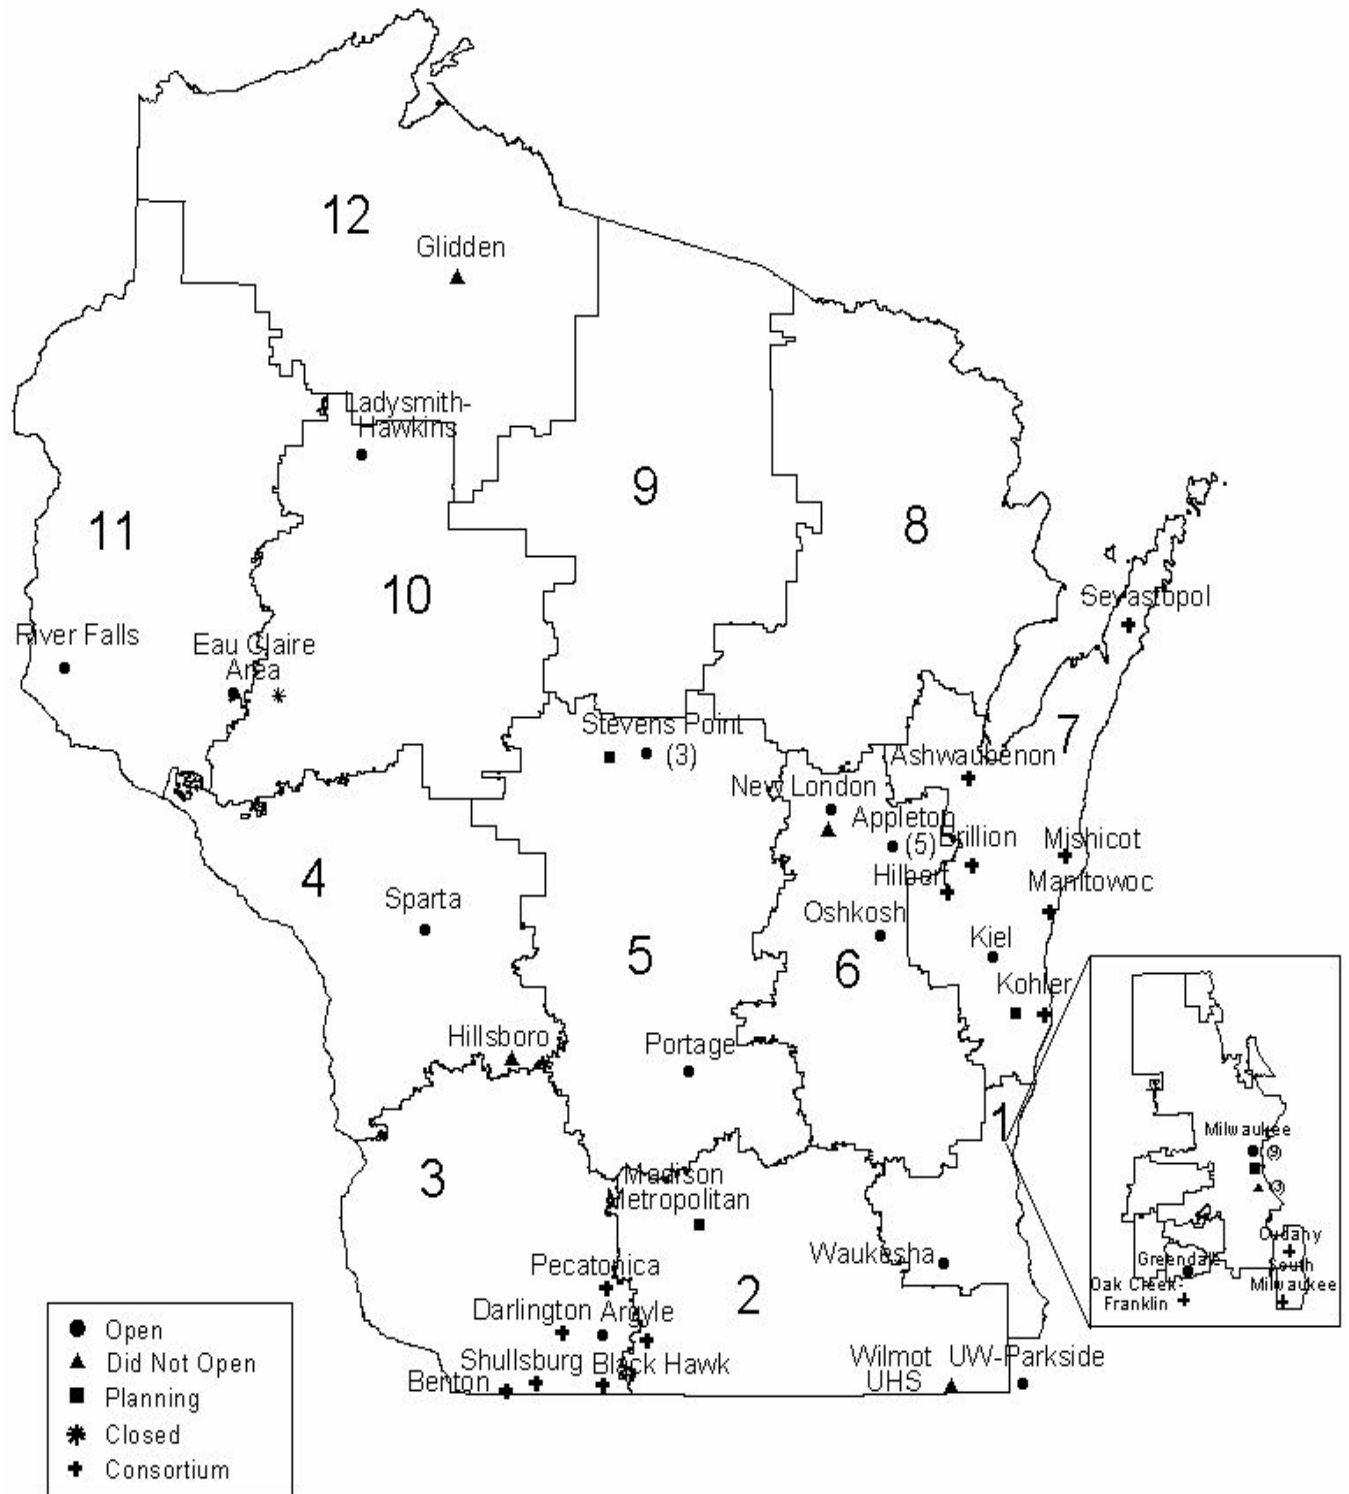 12
Glidden
Ladysmith-
Hawkins
9
11
8
10
Sevastopol
River Falls
Eau Claire
Area
7
Stevens Point
(3)
Ashwaubenon
New London
Appleton
(5)
Brillion
Mishicot
4
Hilbert
Manitowoc
Sparta
Oshkosh
5
Kiel
6
Kohler
Hillsboro
Portage
1
Milwaukee
(9)
3
Madison
Metropolitan
(3)
Cudahy
Waukesha
Greendale
South
Milwaukee
Pecatonica
Oak Creek-
Franklin
2
Darlington
Argyle
Open
Shullsburg
Black Hawk
Wilmot
UHS
UW-Parkside
Did Not Open
Benton
Planning
Closed
Consortium